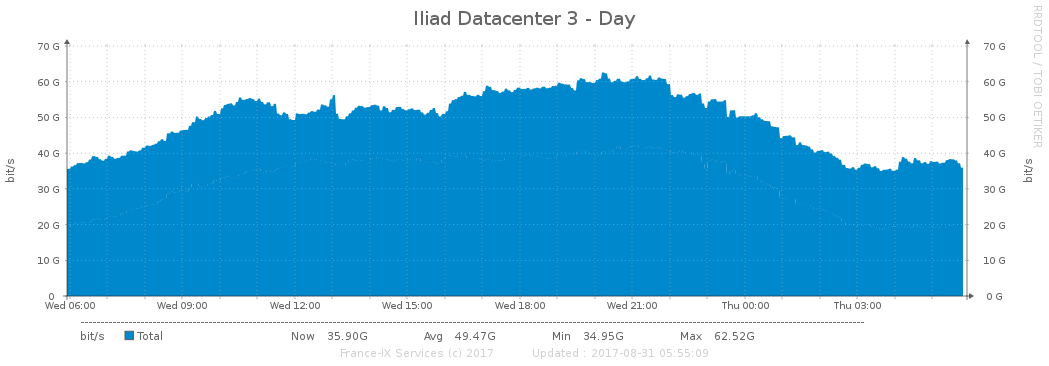 Iliad Datacenter 3 - Day
RRDTOOL / TOBI OETIKER
70 G 70 G
60 G 60 G
50 G 50 G
40 G 40 G
30 G 30 G
20 G 20 G
10 G 10 G
0 0 G
bit/s bit/s
Wed 06:00 Wed 09:00 Wed 12:00 Wed 15:00 Wed 18:00 Wed 21:00 Thu 00:00 Thu 03:00
bit/s Total Now 35.90G Avg 49.47G Min 34.95G Max 62.52G
France-IX Services (c) 2017 Updated : 2017-08-31 05:55:09